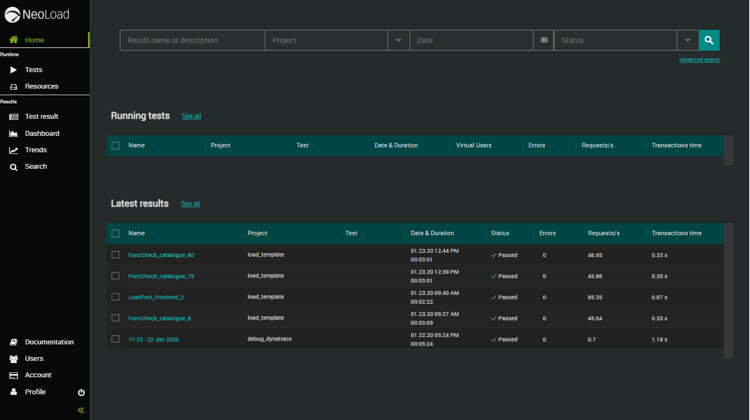 NeoLoad
Home
Runtime
Tests
Resources
Results
Test result
Dashboard
Trends
Search
Documentation
Users
Account
Profile
Result name or description Project Date Status
Advanced search
Running tests See all
Name Project Test Date & Duration Virtual Users Errors Requests/s Transactions time
Latest results See all
Name Project Test Date & Duration Status Errors Requests/s Transactions time
FuncCheck_catalogue_80 load_template 01.23.20 12:44 PM 00:03:01 Passed 0 46.95 0.33 s
FuncCheck_catalogue_79 load_template 01.23.20 12:39 PM 00:03:01 Passed 0 45.86 0.35 s
LoadTest_Frontend_2 load_template 01.23.20 09:40 AM 00:02:22 Passed 0 85.35 0.07 s
FuncCheck_catalogue_6 load_template 01.23.20 09:27 AM 00:03:09 Passed 0 45.04 0.33 s
17:23 - 22 Jan 2020 debug_dynatrace 01.22.20 05:24 PM 00:05:24 Passed 0 0.7 1.18 s